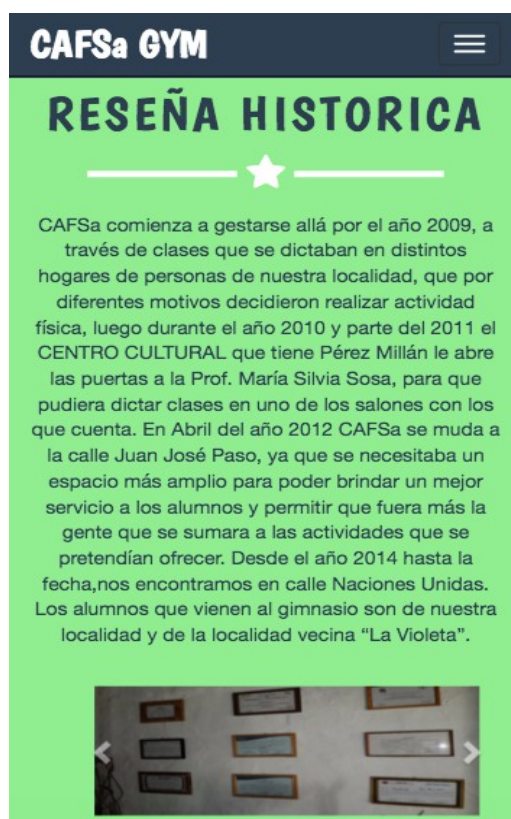 CAFSa GYM
RESEÑA HISTORICA
CAFSa comienza a gestarse allá por el año 2009, a
través de clases que se dictaban en distintos
hogares de personas de nuestra localidad, que por
diferentes motivos decidieron realizar actividad
física, luego durante el año 2010 y parte del 2011 el
CENTRO CULTURAL que tiene Pérez Millán le abre
las puertas a la Prof. María Silvia Sosa, para que
pudiera dictar clases en uno de los salones con los
que cuenta. En Abril del año 2012 CAFSa se muda a
la calle Juan José Paso, ya que se necesitaba un
espacio más amplio para poder brindar un mejor
servicio a los alumnos y permitir que fuera más la
gente que se sumara a las actividades que se
pretendían ofrecer. Desde el año 2014 hasta la
fecha,nos encontramos en calle Naciones Unidas.
Los alumnos que vienen al gimnasio son de nuestra
localidad y de la localidad vecina “La Violeta”.